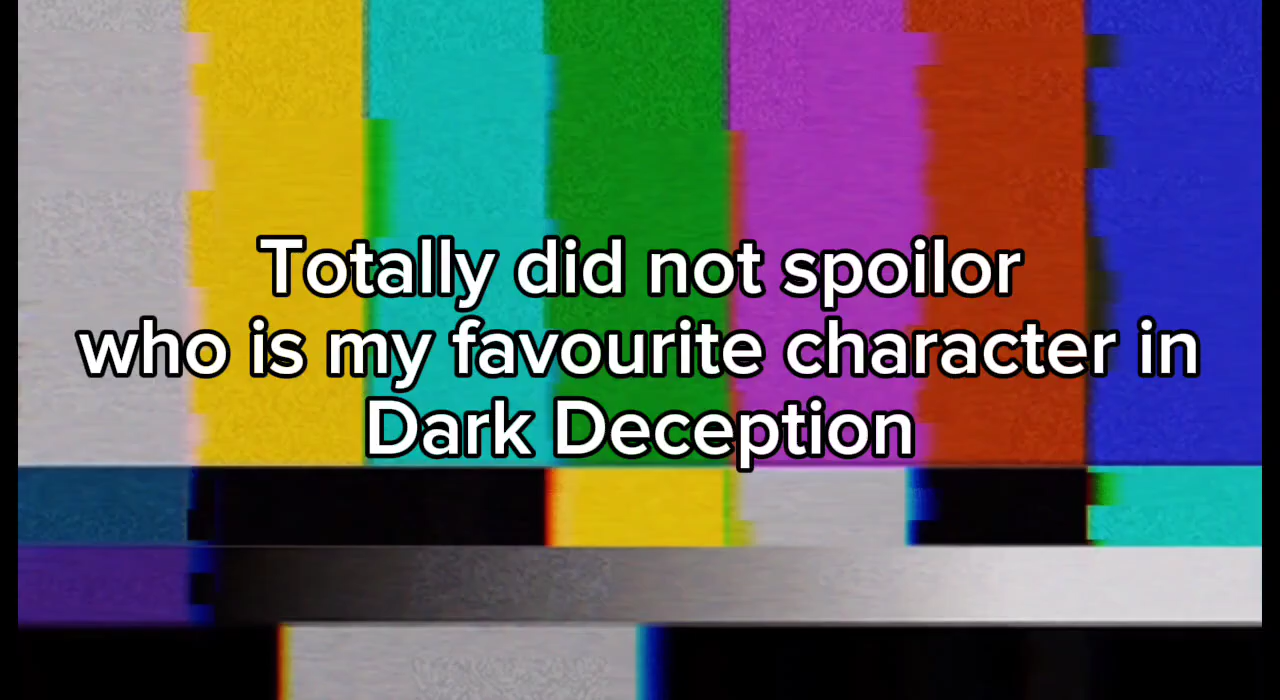 Totally did not spoilor
who is my favourite character in
Dark Deception